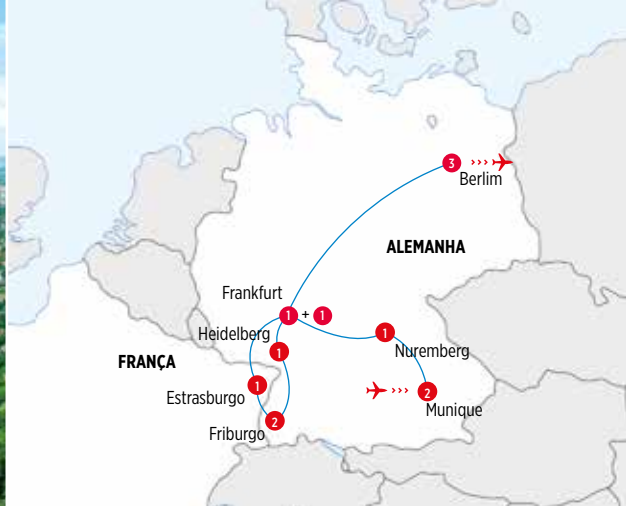 3
Berlim
ALEMANHA
Frankfurt
1 + 1
Heidelberg
1
1
Nuremberg
FRANÇA
1
Estrasburgo
2
Munique
2
Friburgo